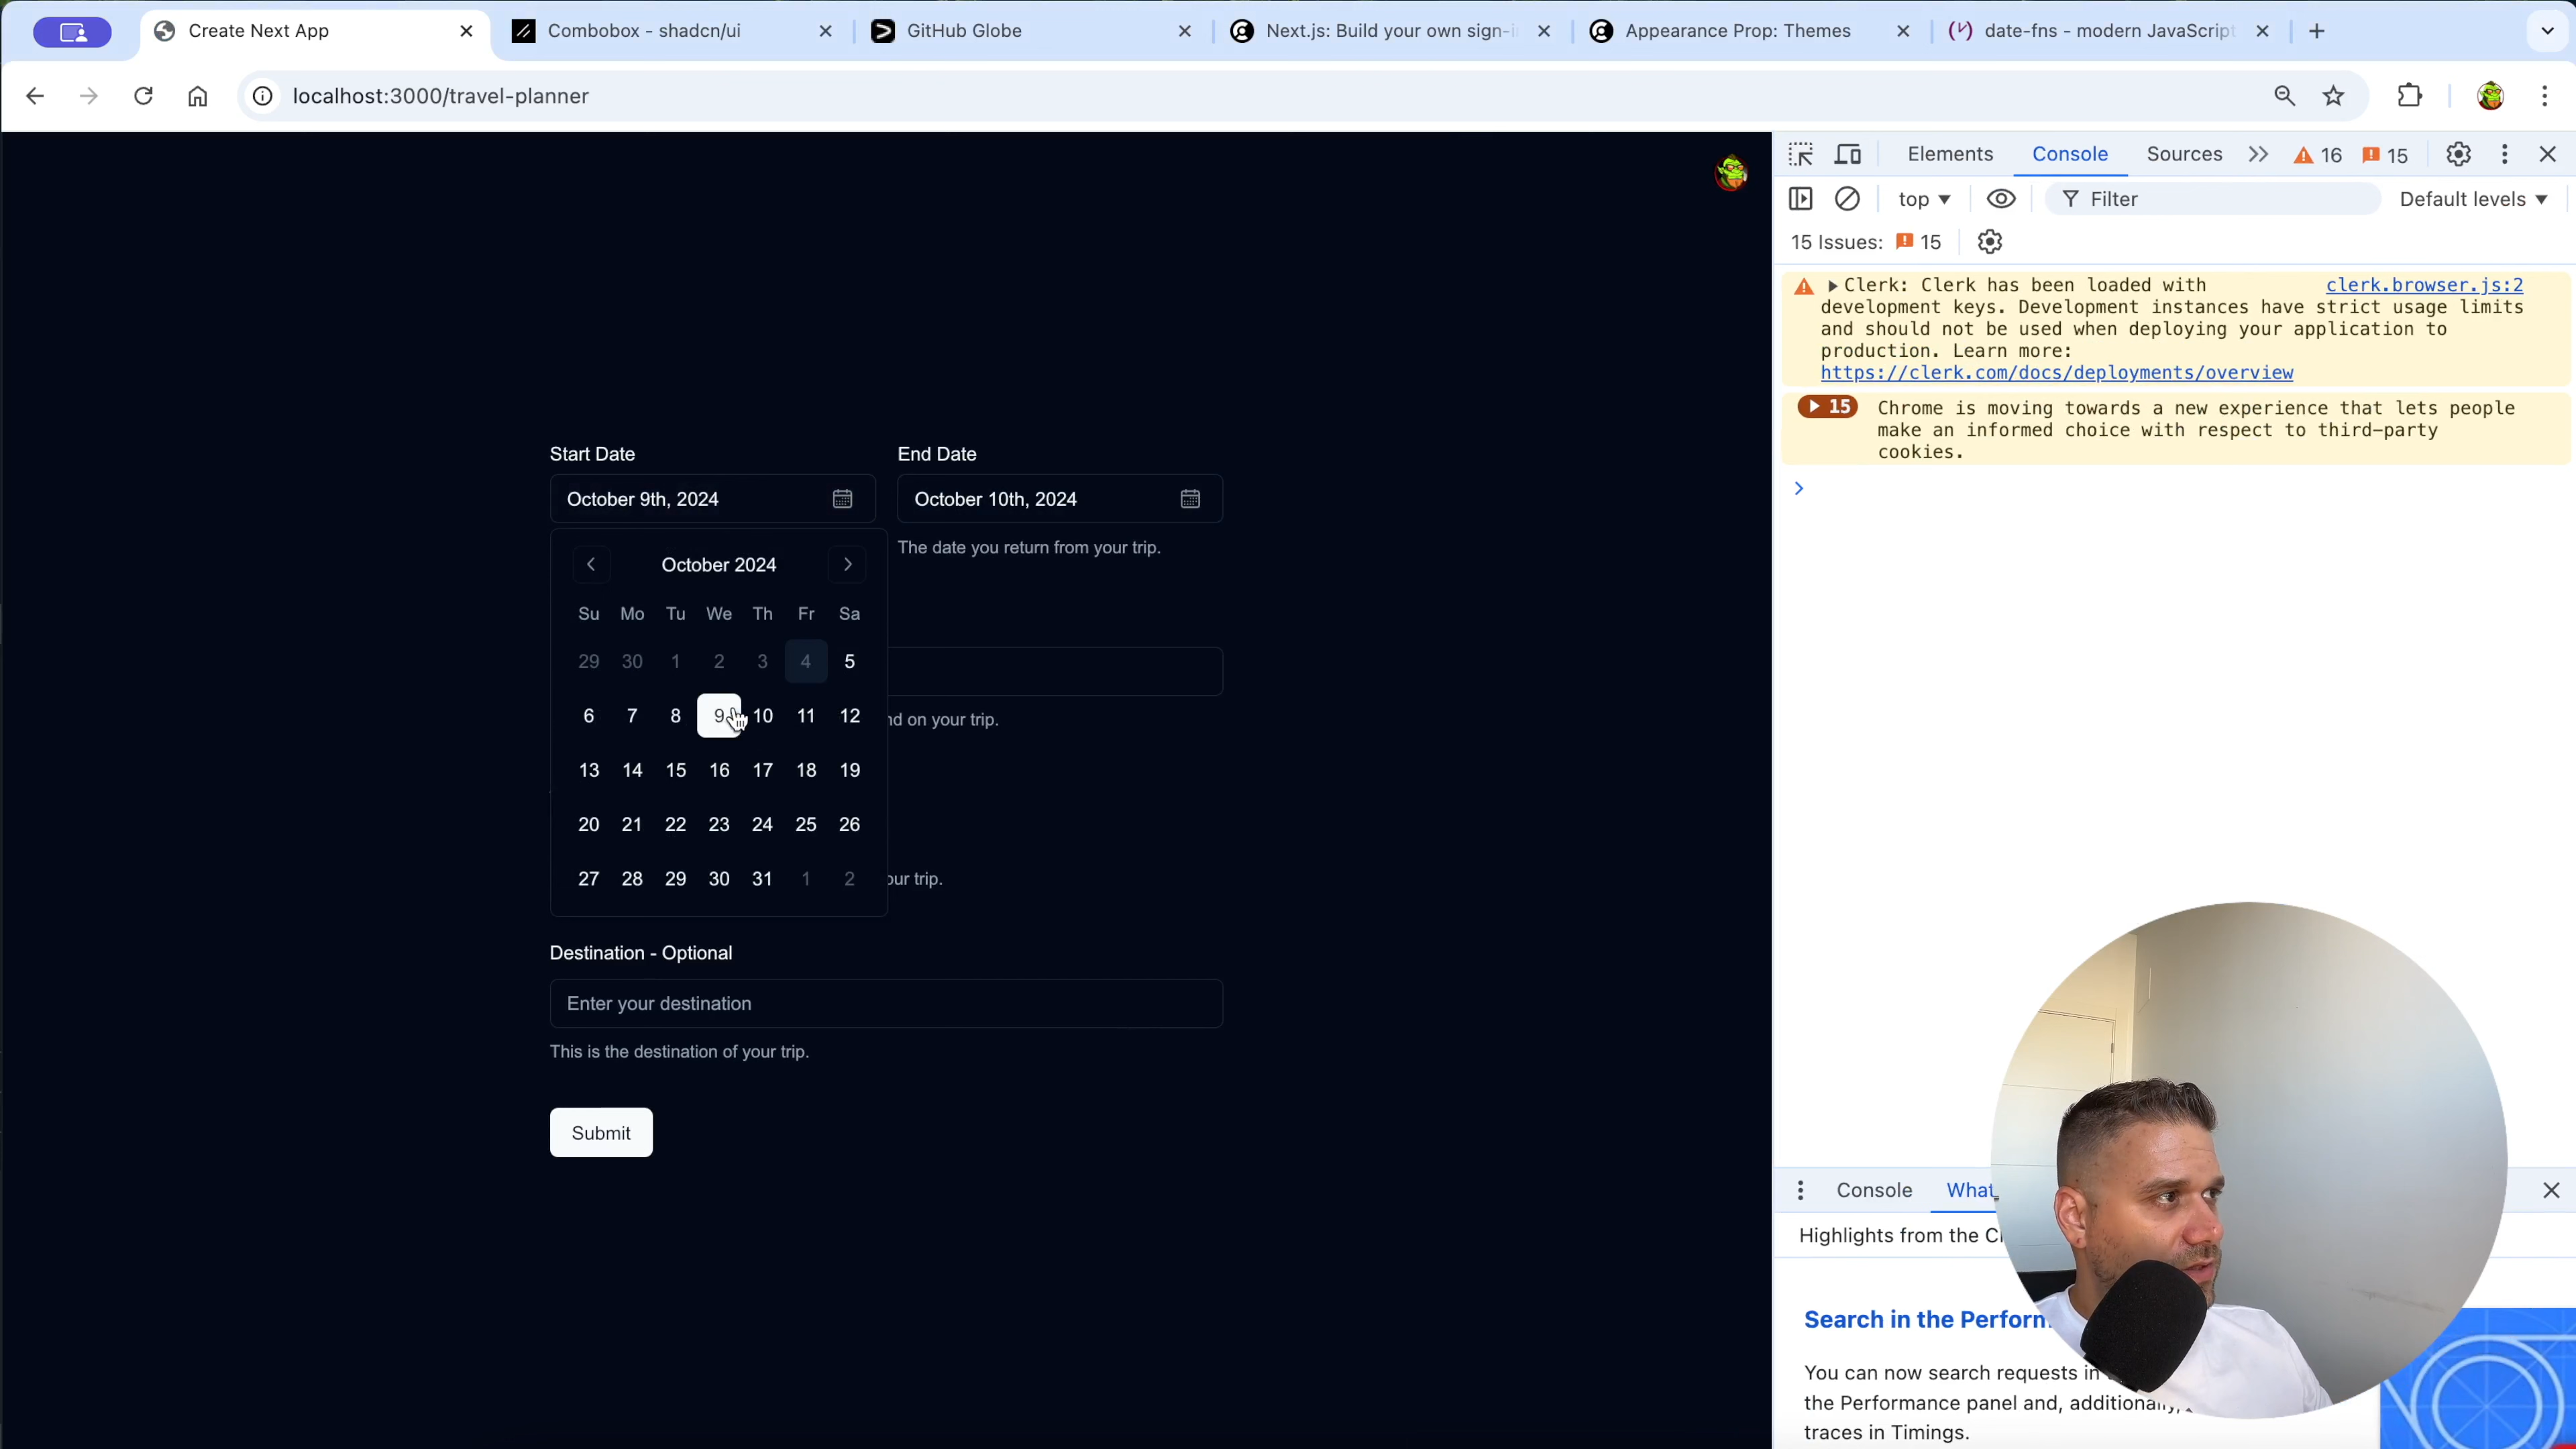 Create Next App
Combobox - shadcn/ui
GitHub Globe
Next.js: Build your own sign-i
Appearance Prop: Themes
date-fns - modern JavaScript
localhost:3000/travel-planner
Elements
Console
Sources
16
15
top
Filter
Default levels
15 Issues:
15
Clerk: Clerk has been loaded with
clerk.browser.js:2
development keys. Development instances have strict usage limits
and should not be used when deploying your application to
production. Learn more:
https://clerk.com/docs/deployments/overview
15
Chrome is moving towards a new experience that lets people
make an informed choice with respect to third-party
cookies.
Start Date
End Date
October 9th, 2024
October 10th, 2024
The date you return from your trip.
October 2024
Su Mo Tu We Th Fr Sa
29 30 1 2 3 4 5
6 7 8 9 10 11 12
13 14 15 16 17 18 19
20 21 22 23 24 25 26
27 28 29 30 31 1 2
on your trip.
trip.
Destination - Optional
Enter your destination
This is the destination of your trip.
Submit
Console
What
Highlights from the
Search in the
You can now search requests in
the Performance panel and, additionally,
traces in Timings.